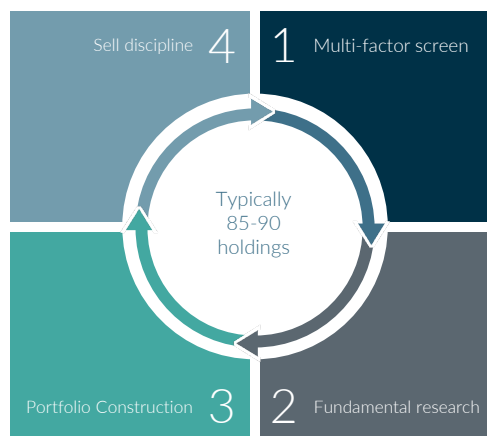 Sell discipline 4
1 Multi-factor screen
Typically
85-90
holdings
Portfolio Construction 3
2 Fundamental research